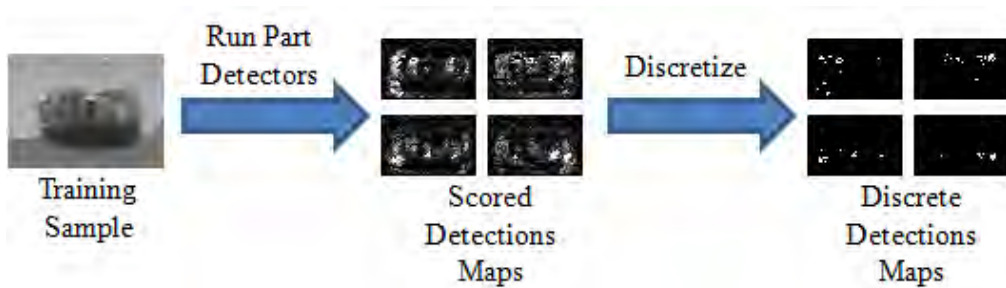 Run Part
Detectors
Discretize
Training
Sample
Scored
Detections
Maps
Discrete
Detections
Maps